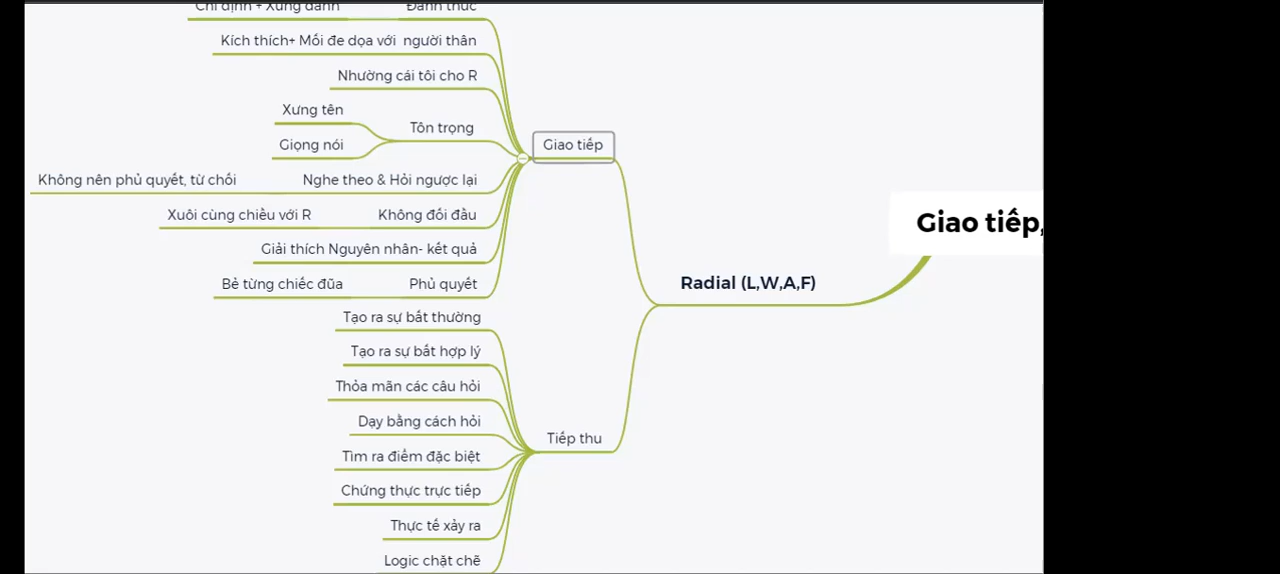 Chỉ định + Xưng danh
Đánh thức
Kích thích+ Mối đe dọa với người thân
Nhường cái tôi cho R
Xưng tên
Giọng nói
Tôn trọng
Không nên phủ quyết, từ chối
Nghe theo & Hỏi ngược lại
Xuôi cùng chiều với R
Không đối đầu
Giải thích Nguyên nhân- kết quả
Bẻ từng chiếc đũa
Phủ quyết
Giao tiếp
Tạo ra sự bất thường
Tạo ra sự bất hợp lý
Thỏa mãn các câu hỏi
Dạy bằng cách hỏi
Tìm ra điểm đặc biệt
Chứng thực trực tiếp
Thực tế xảy ra
Logic chặt chẽ
Tiếp thu
Radial (L,W,A,F)
Giao tiếp,